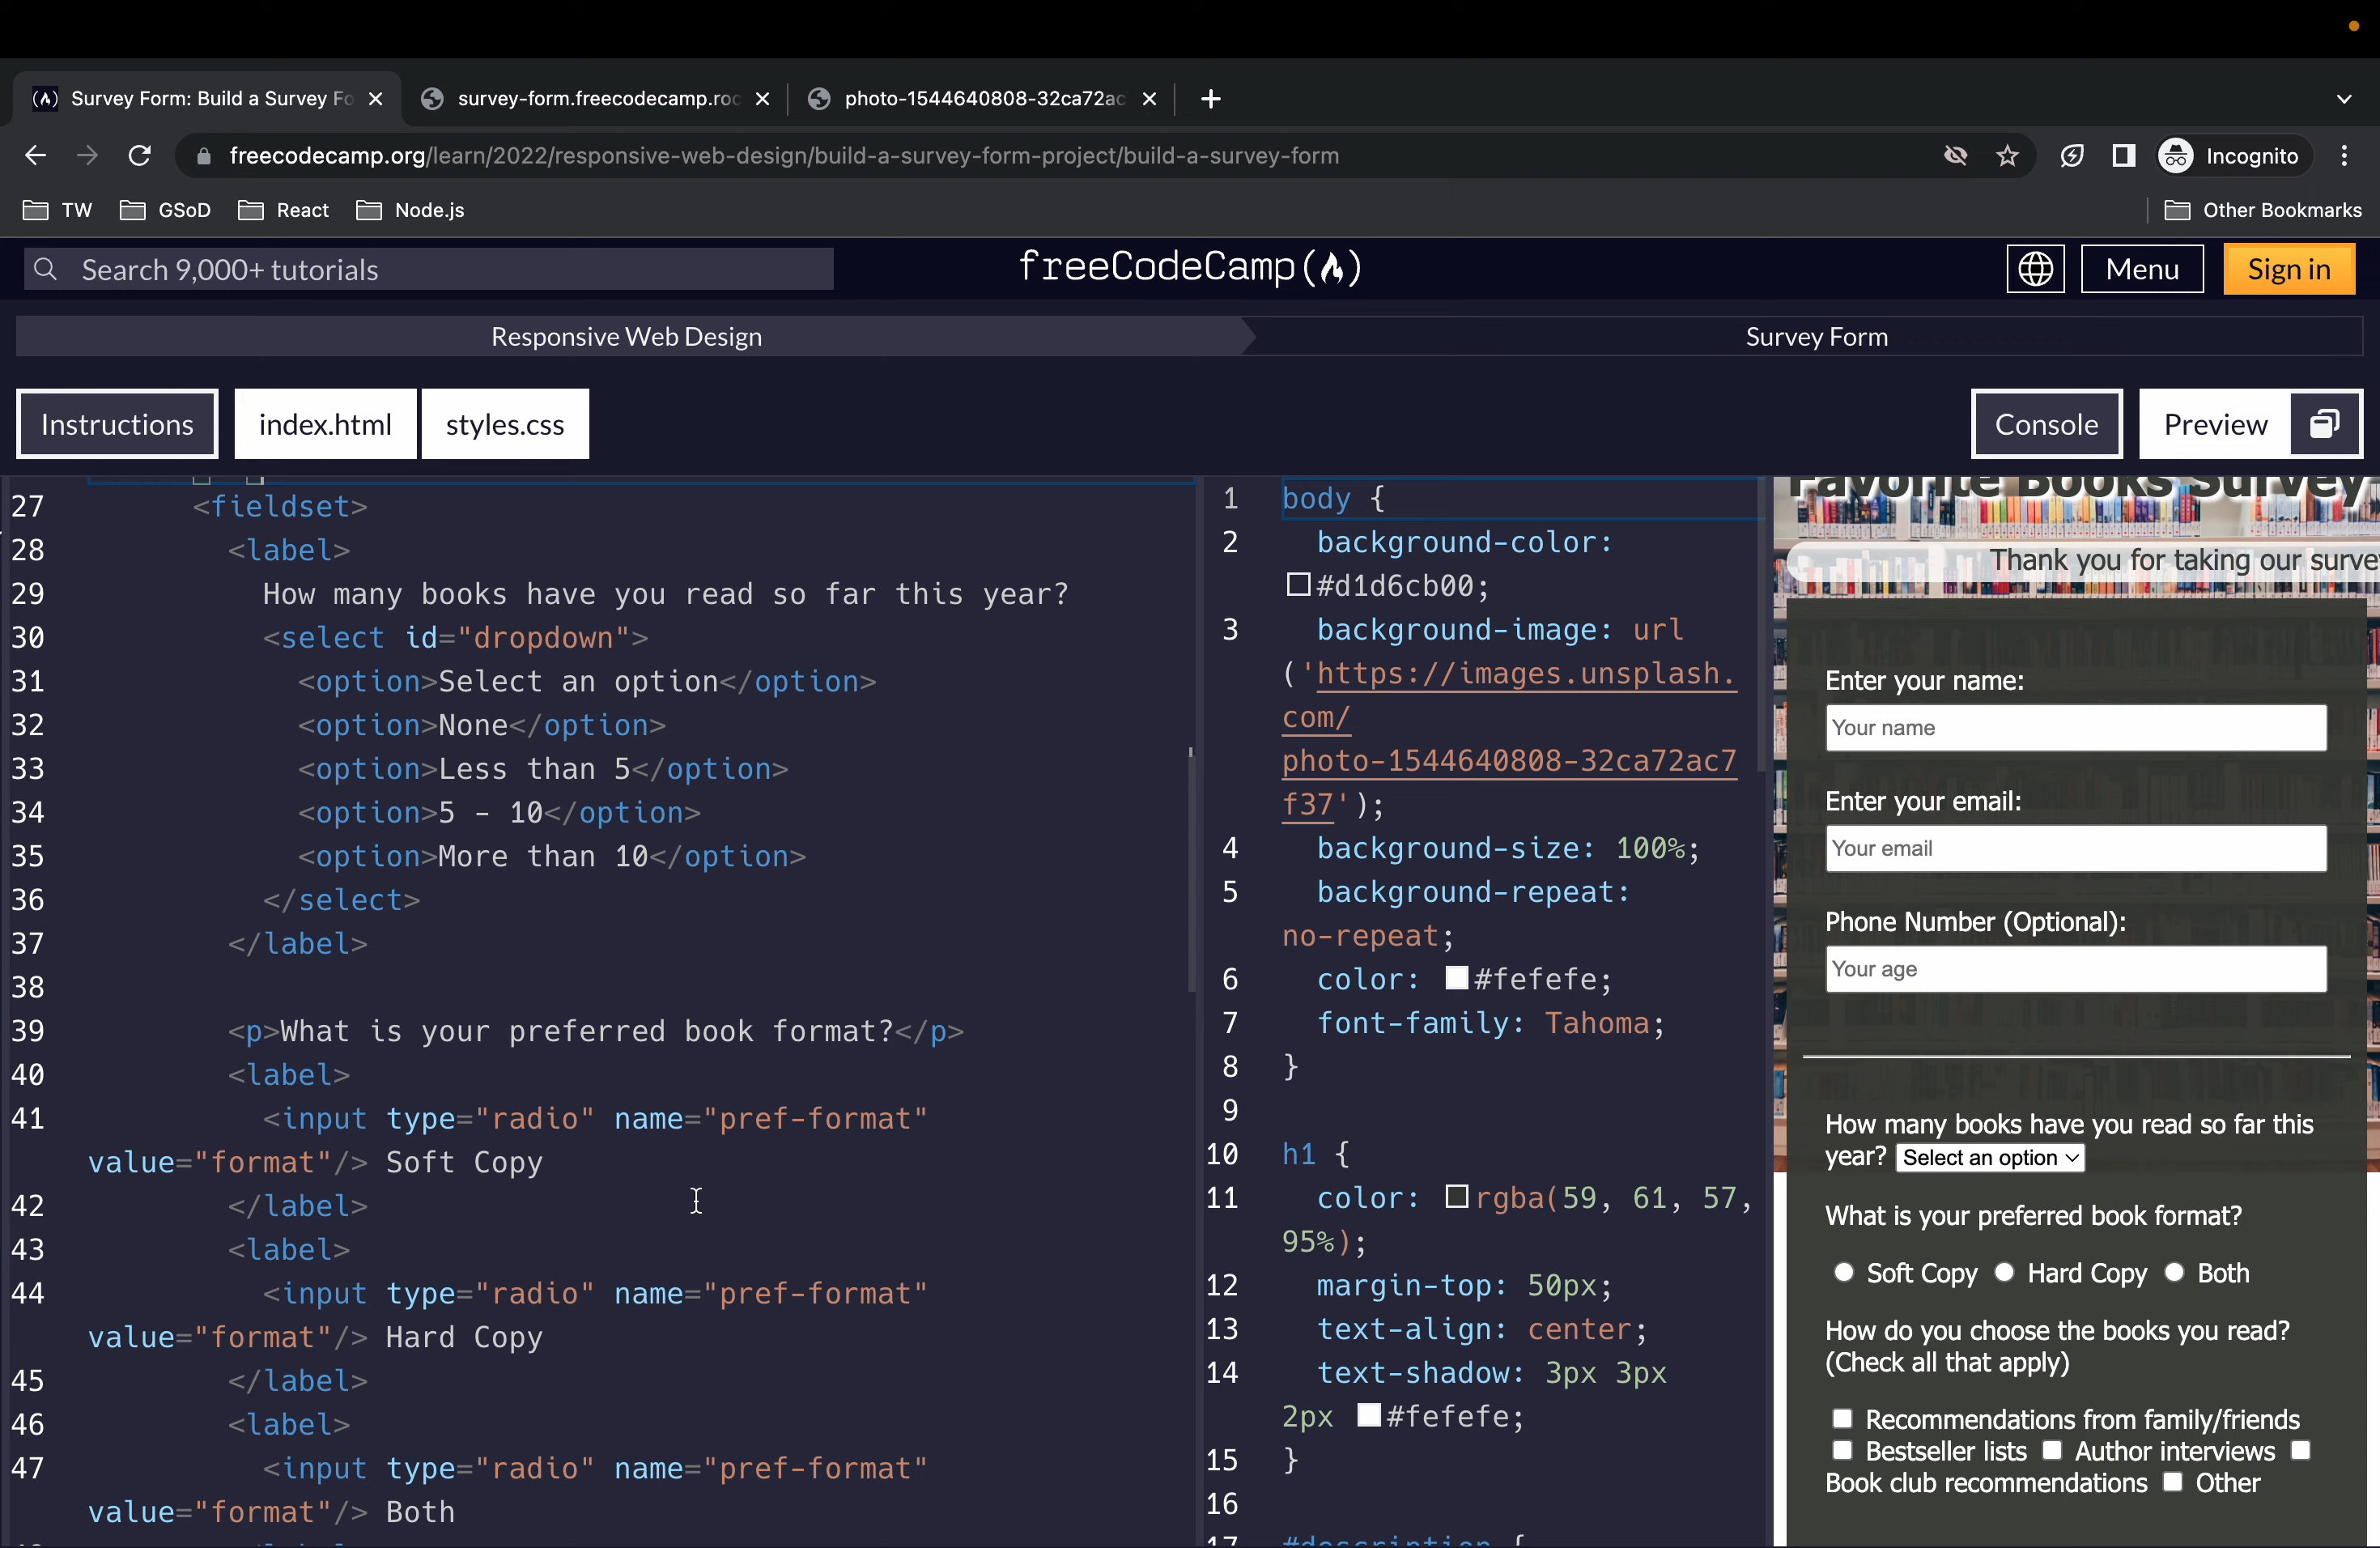 Survey Form: Build a Survey Fo
survey-form.freecodecamp.roc
photo-1544640808-32ca72ac
freecodecamp.org/learn/2022/responsive-web-design/build-a-survey-form-project/build-a-survey-form
Incognito
TW GSoD React Node.js
Other Bookmarks
Search 9,000+ tutorials
freeCodeCamp
Menu
Sign in
Responsive Web Design
Survey Form
Instructions
index.html
styles.css
Console
Preview
27 <fieldset>
28 <label>
29 How many books have you read so far this year?
30 <select id="dropdown">
31 <option>Select an option</option>
32 <option>None</option>
33 <option>Less than 5</option>
34 <option>5 - 10</option>
35 <option>More than 10</option>
36 </select>
37 </label>
38
39 <p>What is your preferred book format?</p>
40 <label>
41 <input type="radio" name="pref-format"
value="format"/> Soft Copy
42 </label>
43 <label>
44 <input type="radio" name="pref-format"
value="format"/> Hard Copy
45 </label>
46 <label>
47 <input type="radio" name="pref-format"
value="format"/> Both
1 body {
2 background-color:
#d1d6cb00;
3 background-image: url
('https://images.unsplash.
com/
photo-1544640808-32ca72ac7
f37');
4 background-size: 100%;
5 background-repeat:
no-repeat;
6 color: #fefefe;
7 font-family: Tahoma;
8 }
9
10 h1 {
11 color: rgba(59, 61, 57,
95%);
12 margin-top: 50px;
13 text-align: center;
14 text-shadow: 3px 3px
2px #fefefe;
15 }
16
17 #description {
Favorite Books Survey
Thank you for taking our surve
Enter your name:
Your name
Enter your email:
Your email
Phone Number (Optional):
Your age
How many books have you read so far this
year? Select an option
What is your preferred book format?
Soft Copy Hard Copy Both
How do you choose the books you read?
(Check all that apply)
Recommendations from family/friends
Bestseller lists Author interviews
Book club recommendations Other